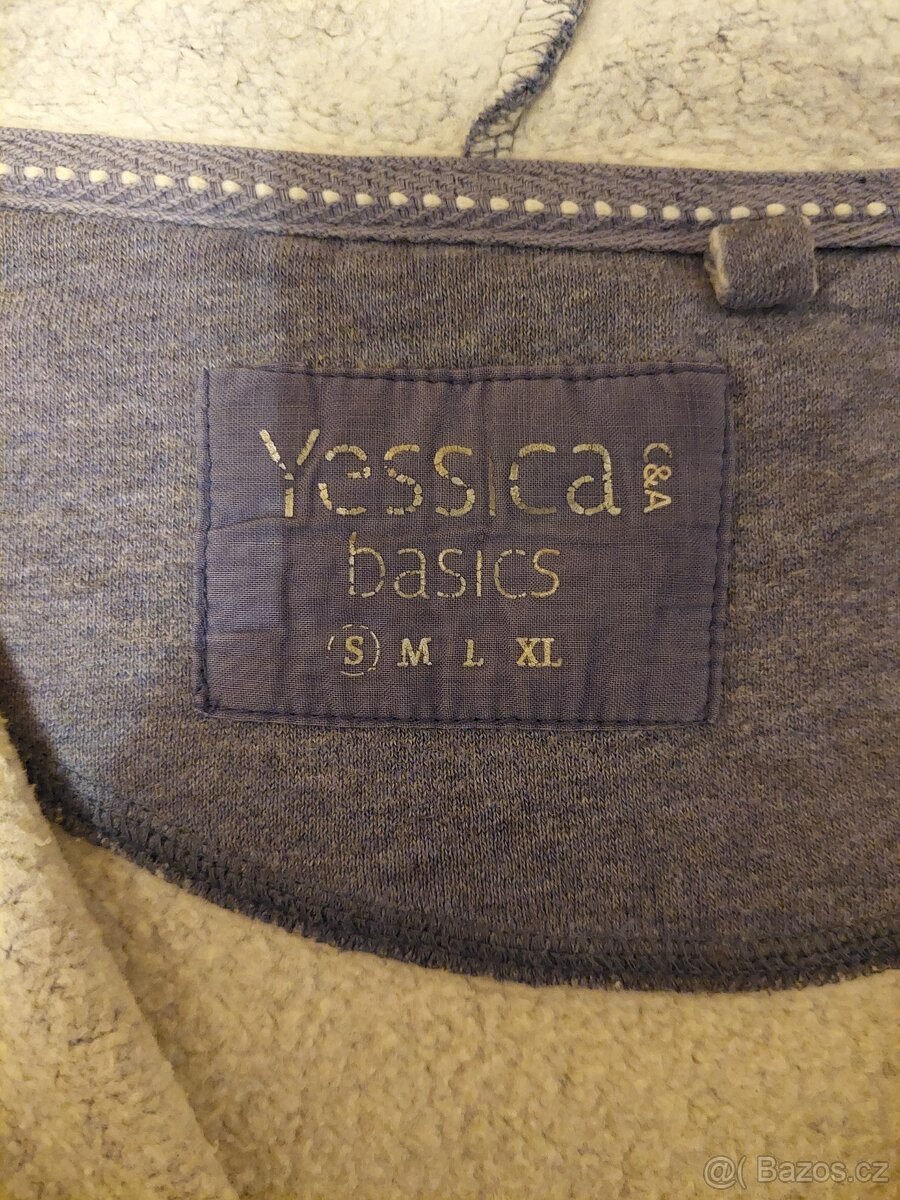 Yessica C&A
basics
S M L XL
@( Bazos.cz